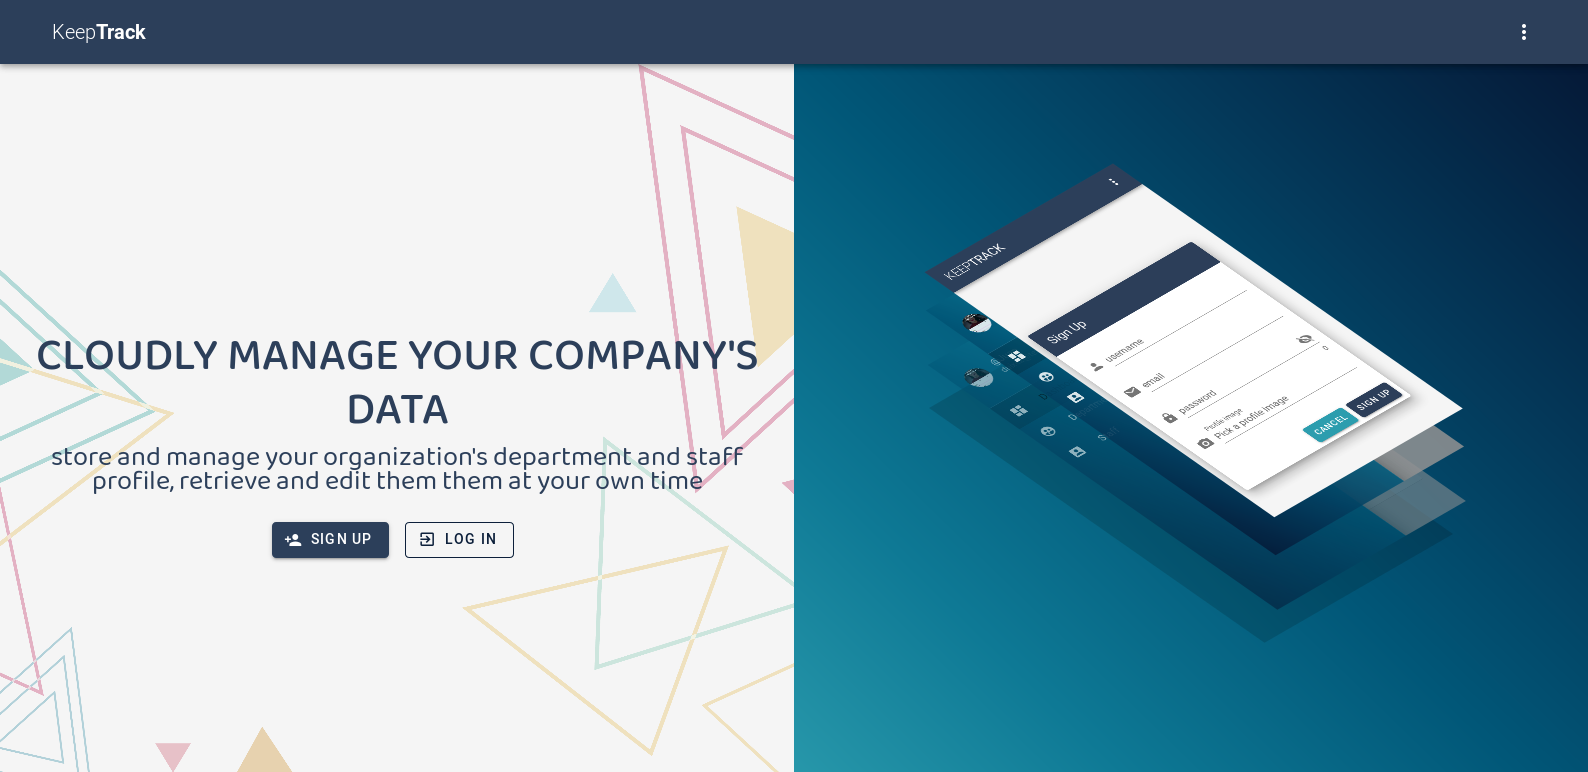 KeepTrack
CLOUDLY MANAGE YOUR COMPANY'S
DATA
store and manage your organization's department and staff
profile, retrieve and edit them them at your own time
SIGN UP
LOG IN
KEEPTRACK
Sign Up
username
email
password
0
Profile image
Pick a profile image
CANCEL
SIGN UP